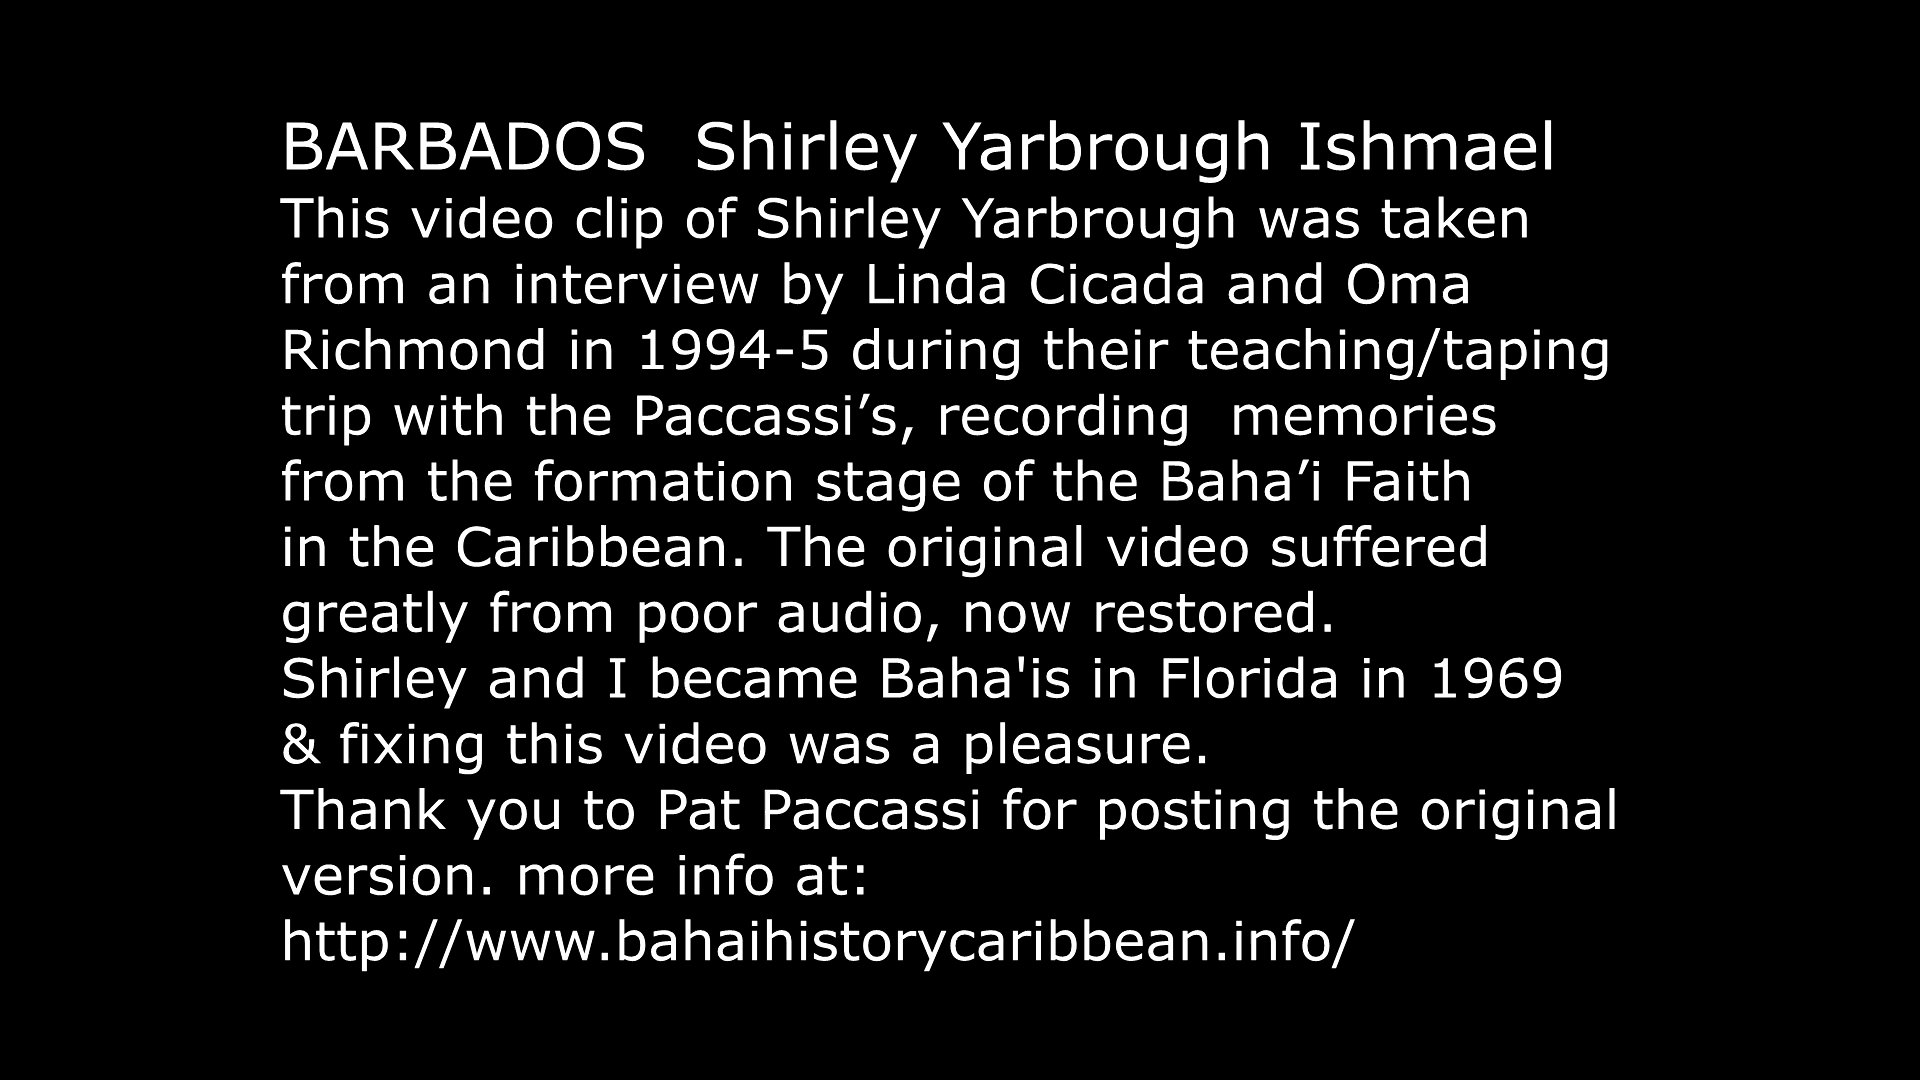 BARBADOS  Shirley Yarbrough Ishmael
This video clip of Shirley Yarbrough was taken
from an interview by Linda Cicada and Oma
Richmond in 1994-5 during their teaching/taping
trip with the Paccassi’s, recording  memories
from the formation stage of the Baha’i Faith
in the Caribbean. The original video suffered
greatly from poor audio, now restored.
Shirley and I became Baha'is in Florida in 1969
& fixing this video was a pleasure.
Thank you to Pat Paccassi for posting the original
version. more info at:
http://www.bahaihistorycaribbean.info/